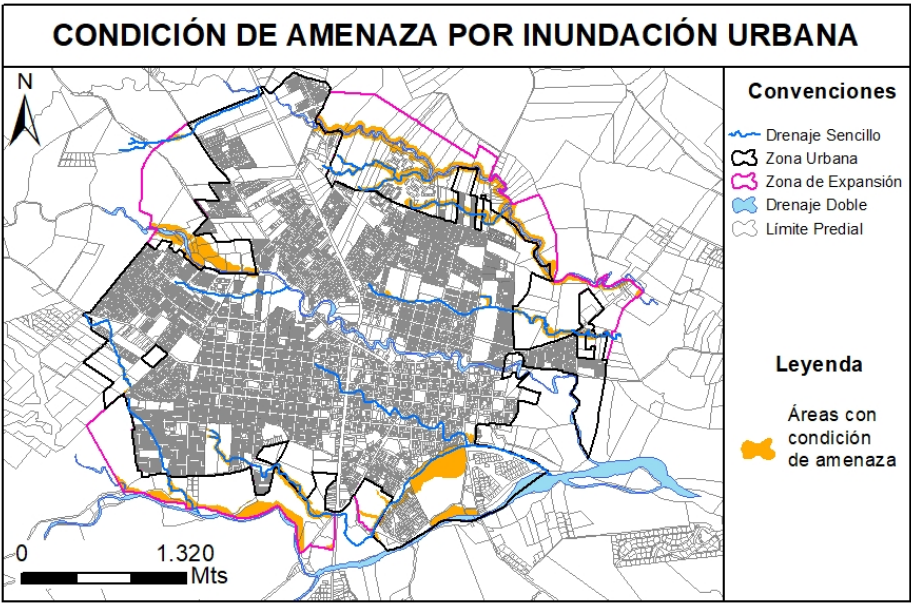 CONDICIÓN DE AMENAZA POR INUNDACIÓN URBANA
N
Convenciones
Drenaje Sencillo
Zona Urbana
Zona de Expansión
Drenaje Doble
Límite Predial
Leyenda
Áreas con
condición
de amenaza
0 1.320
Mts